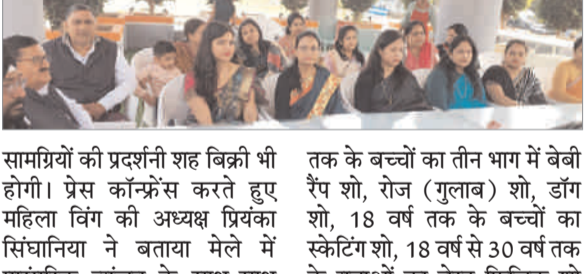 सामग्रियों की प्रदर्शनी शह बिक्री भी
होगी। प्रेस कॉन्फ्रेंस करते हुए
महिला विंग की अध्यक्ष प्रियंका
सिंघानिया ने बताया मेले में
तक के बच्चों का तीन भाग में बेबी
रैंप शो, रोज (गुलाब) शो, डॉग
शो, 18 वर्ष तक के बच्चों का
स्केटिंग शो, 18 वर्ष से 30 वर्ष तक